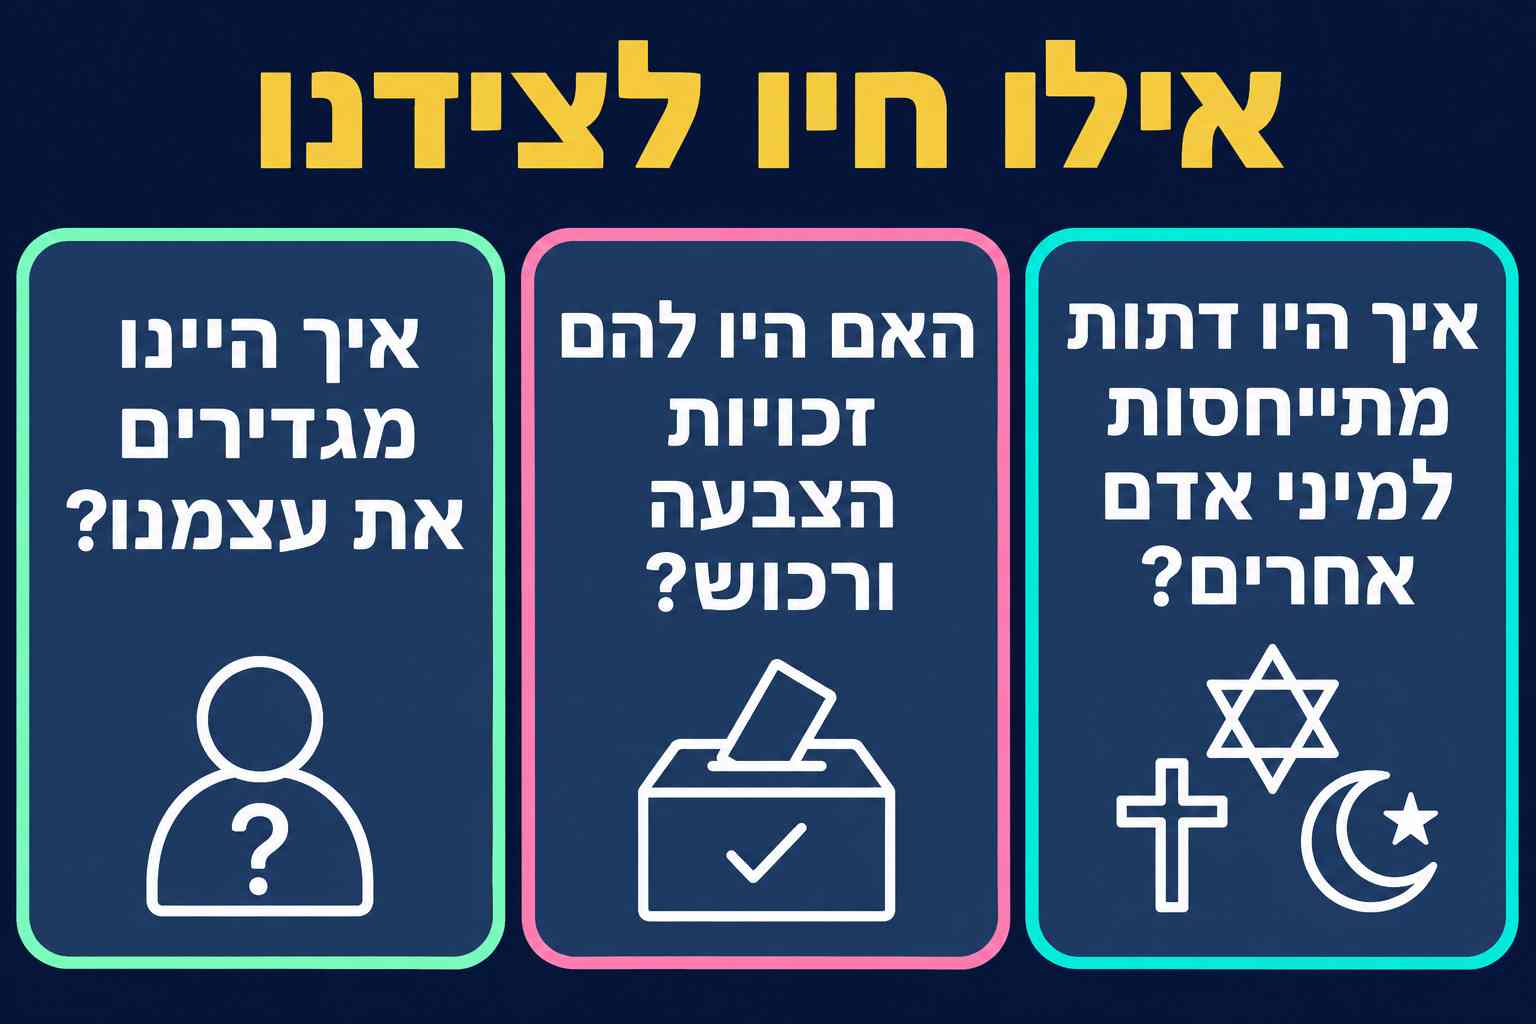 אילו חיו לצידנו
איך היו דתות
מתייחסות
למיני אדם
אחרים?
האם היו להם
זכויות
הצבעה
ורכוש?
איך היינו
מגדירים
את עצמנו?
?